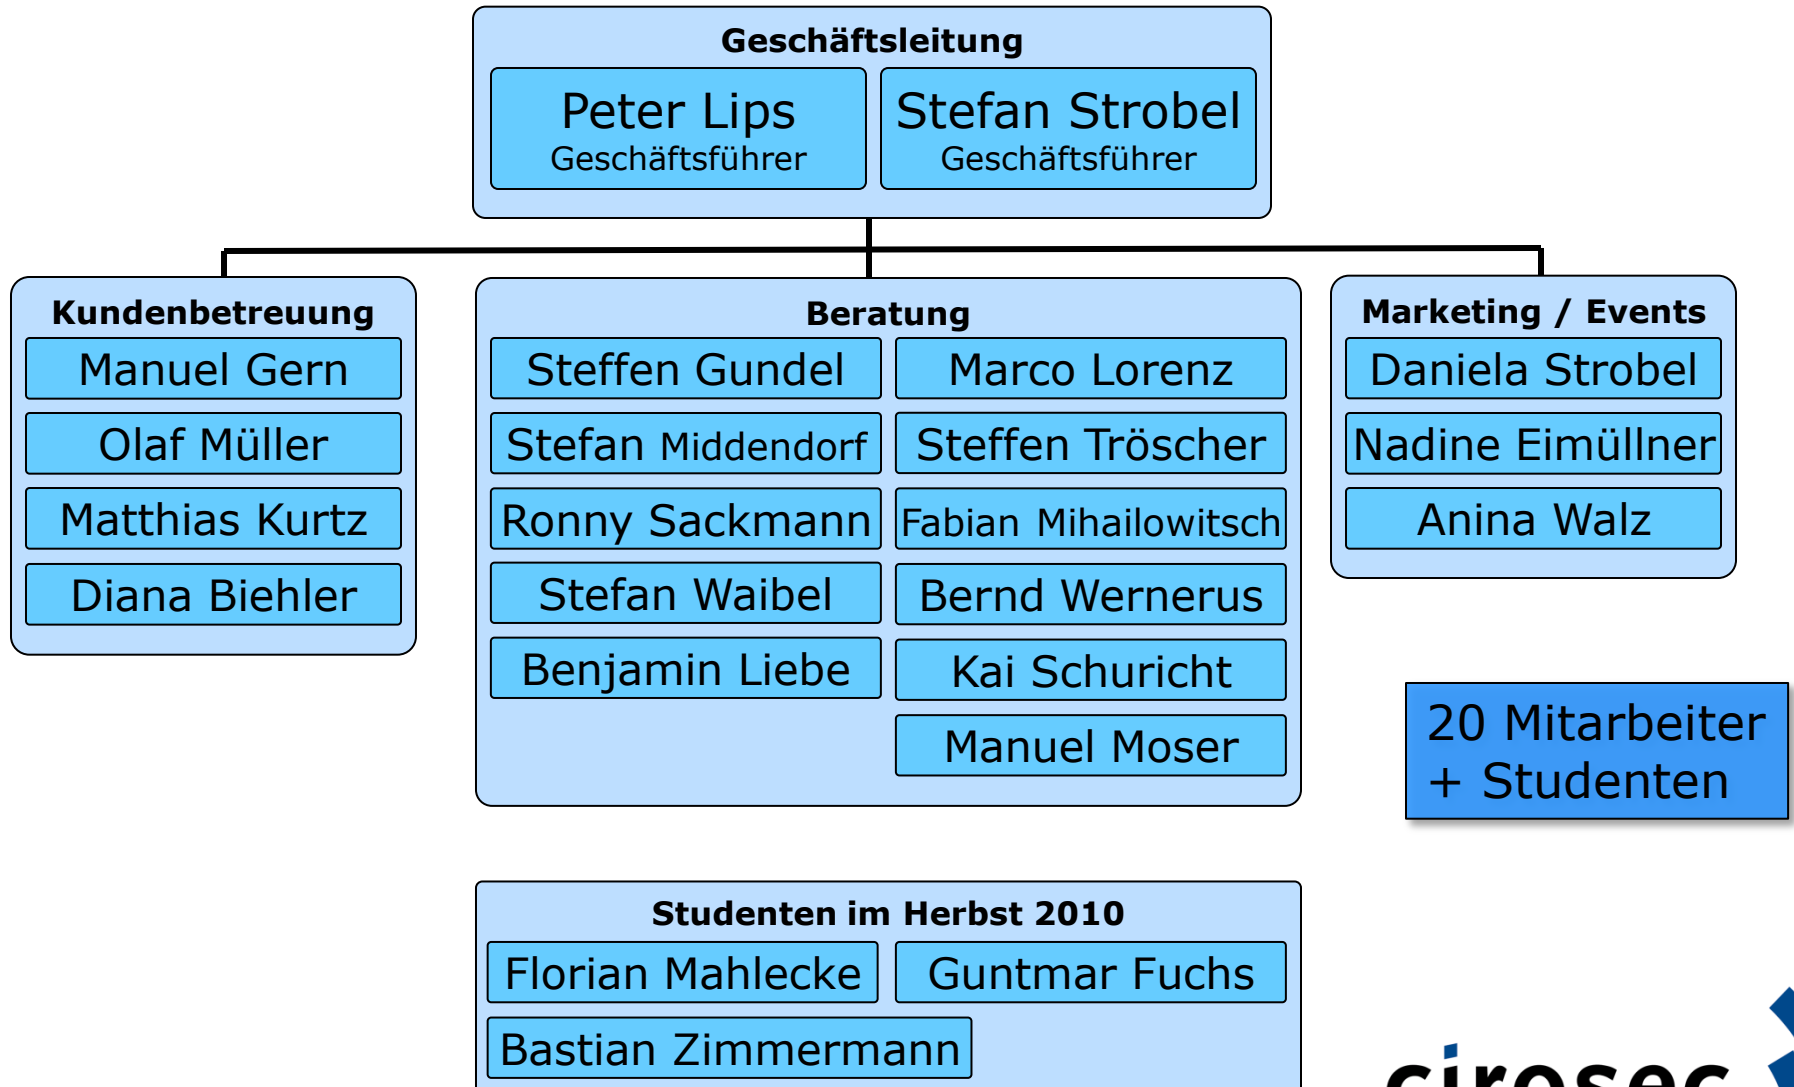 Geschäftsleitung
Peter Lips
Geschäftsführer
Stefan Strobel
Geschäftsführer
Kundenbetreuung
Manuel Gern
Olaf Müller
Matthias Kurtz
Diana Biehler
Beratung
Steffen Gundel
Stefan Middendorf
Ronny Sackmann
Stefan Waibel
Benjamin Liebe
Marco Lorenz
Steffen Tröscher
Fabian Mihailowitsch
Bernd Wernerus
Kai Schuricht
Manuel Moser
Marketing / Events
Daniela Strobel
Nadine Eimüllner
Anina Walz
20 Mitarbeiter
+ Studenten
Studenten im Herbst 2010
Florian Mahlecke
Guntmar Fuchs
Bastian Zimmermann
cirosec